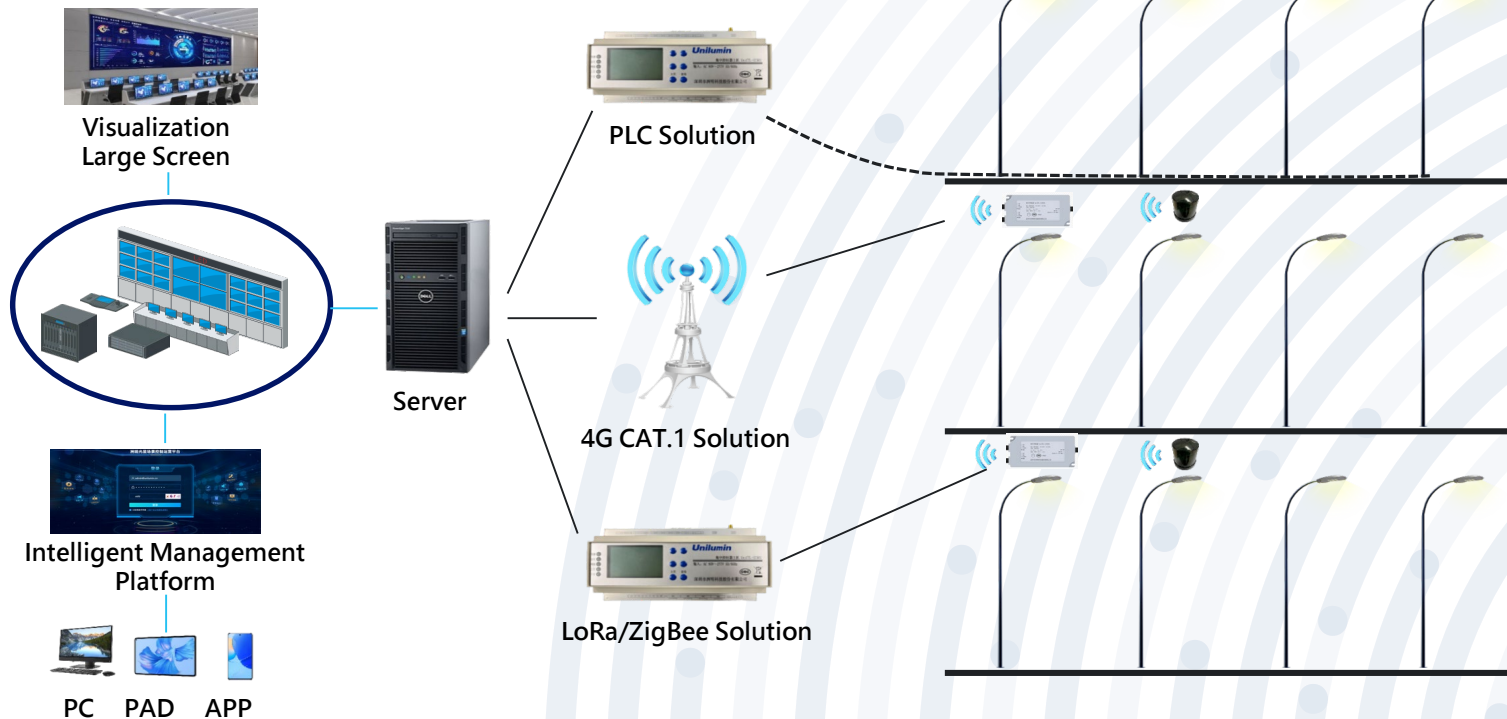 Visualization
Large Screen
Unilumin
PLC Solution
DELL
Server
4G CAT.1 Solution
Intelligent Management
Platform
Unilumin
LoRa/ZigBee Solution
PC PAD APP